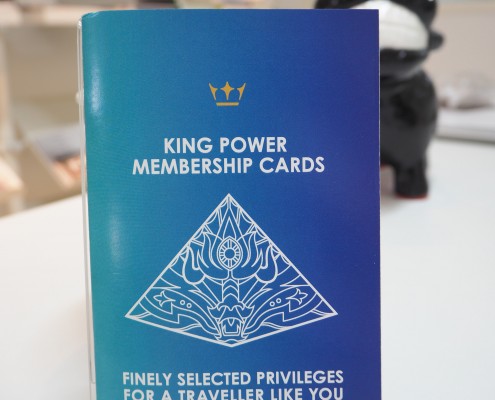 KING POWER
MEMBERSHIP CARDS
FINELY SELECTED PRIVILEGES
FOR A TRAVELLER LIKE YOU